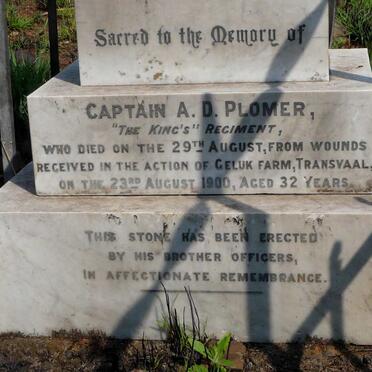 Sacred to the Memory of
CAPTAIN A. D. PLOMER,
"THE KING'S" REGIMENT,
WHO DIED ON THE 29TH AUGUST, FROM WOUNDS
RECEIVED IN THE ACTION OF GELUK FARM, TRANSVAAL,
ON THE 23RD AUGUST 1900, AGED 32 YEARS.
THIS STONE HAS BEEN ERECTED
BY HIS BROTHER OFFICERS,
IN AFFECTIONATE REMEMBRANCE.